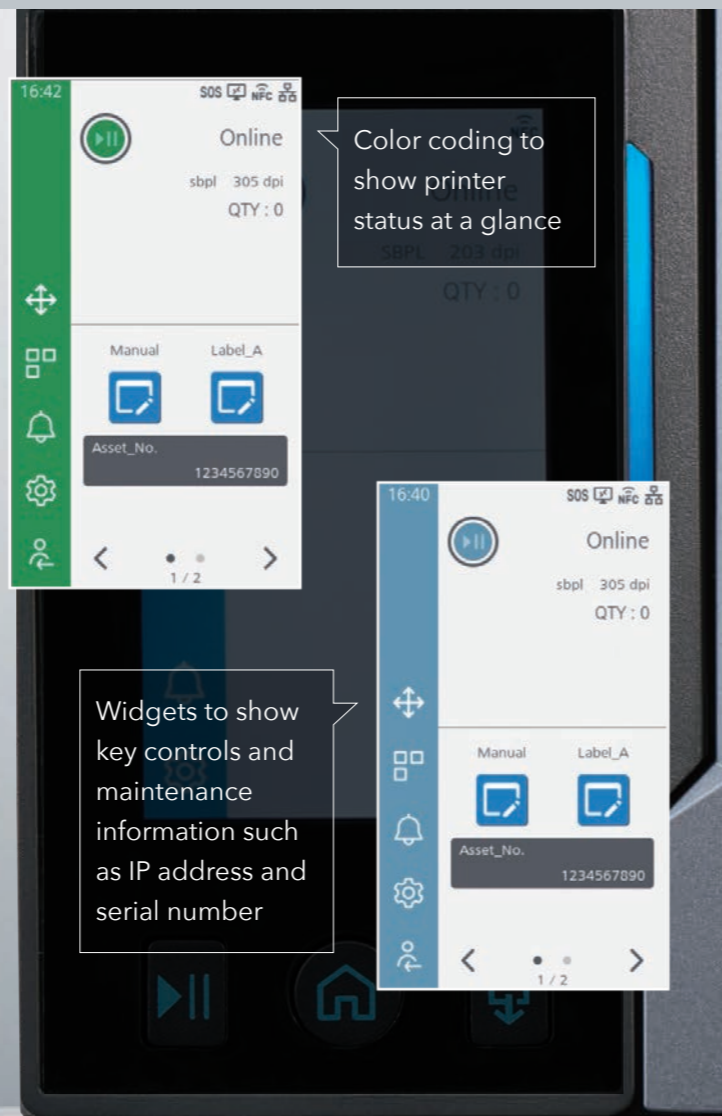 16:42
SOS NFC
Online
sbpl 305 dpi
QTY : 0
Manual Label_A
Asset_No.
1234567890
1 / 2
Color coding to
show printer
status at a glance
NFC
Online
SBPL 203 dpi
QTY : 0
16:40
SOS NFC
Online
sbpl 305 dpi
QTY : 0
Manual Label_A
Asset_No.
1234567890
1 / 2
Widgets to show
key controls and
maintenance
information such
as IP address and
serial number